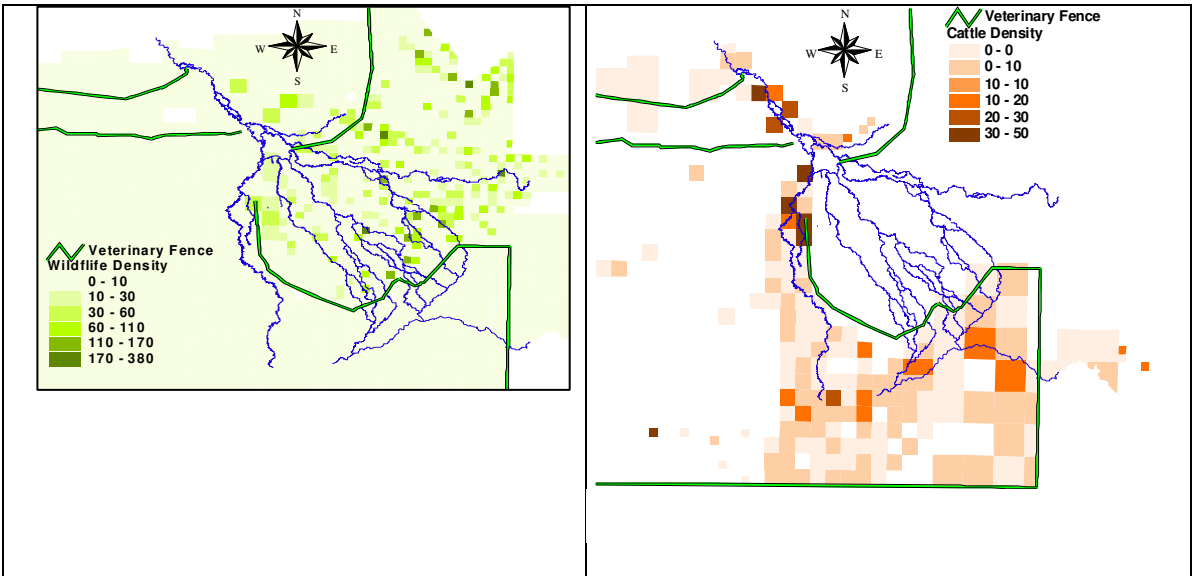 N
W E
S
Veterinary Fence
Wildflife Density
0 - 10
10 - 30
30 - 60
60 - 110
110 - 170
170 - 380
N
W E
S
Veterinary Fence
Cattle Density
0 - 0
0 - 10
10 - 10
10 - 20
20 - 30
30 - 50